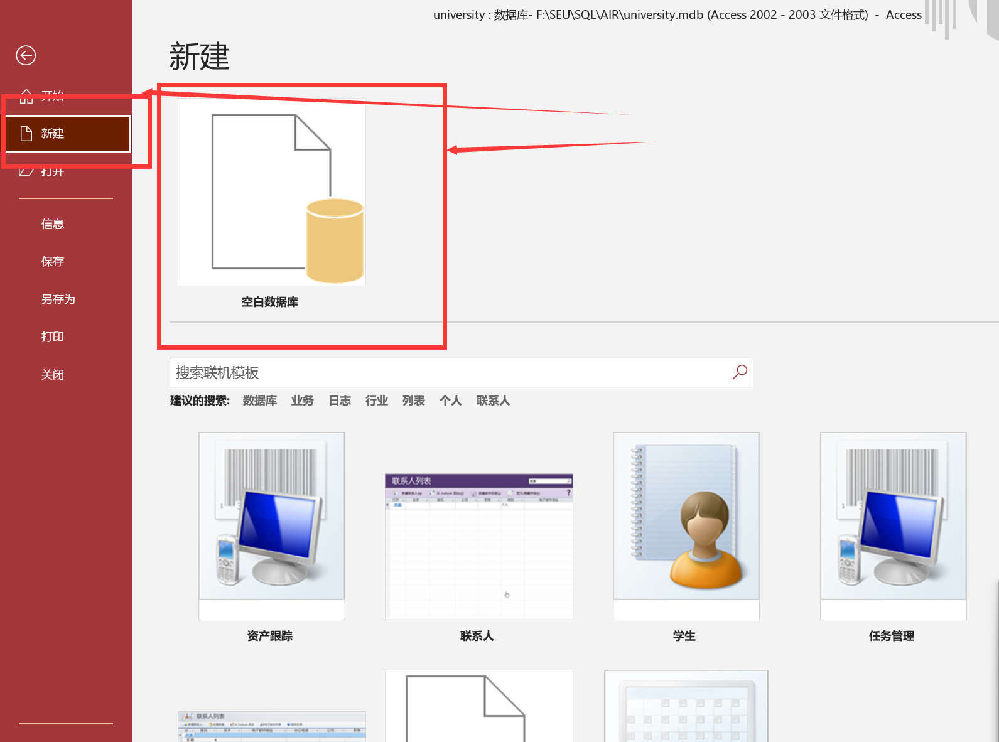 university : 数据库- F:\SEU\SQL\AIR\university.mdb (Access 2002 - 2003 文件格式) - Access
新建
开始
新建
打开
信息
保存
另存为
打印
关闭
空白数据库
搜索联机模板
建议的搜索: 数据库 业务 日志 行业 列表 个人 联系人
联系人列表
资产跟踪
联系人
学生
任务管理
联系人列表